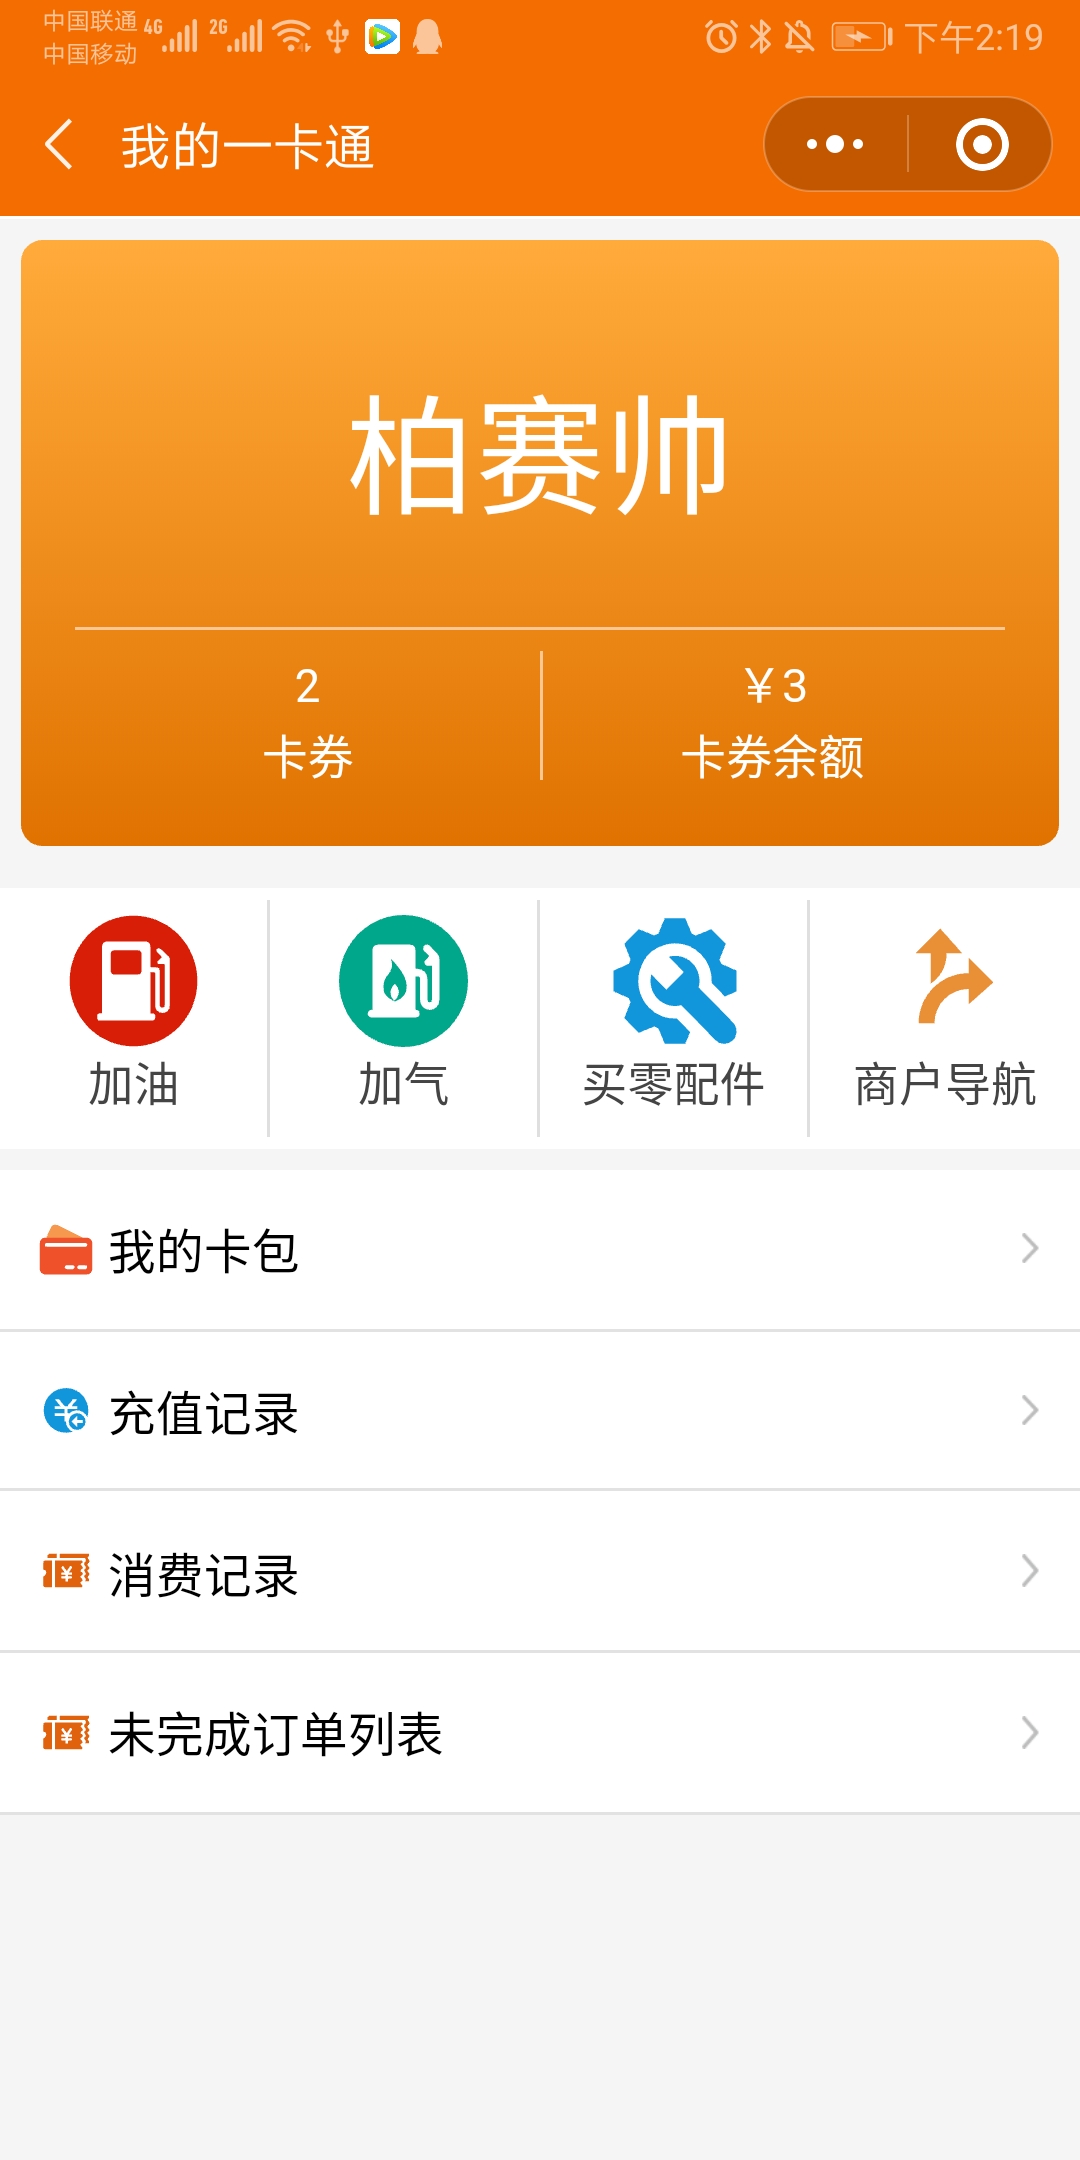 中国联通 4G 2G
中国移动
下午2:19
我的一卡通
柏赛帅
2
¥3
卡券
卡券余额
加油
加气
买零配件
商户导航
我的卡包
充值记录
消费记录
未完成订单列表